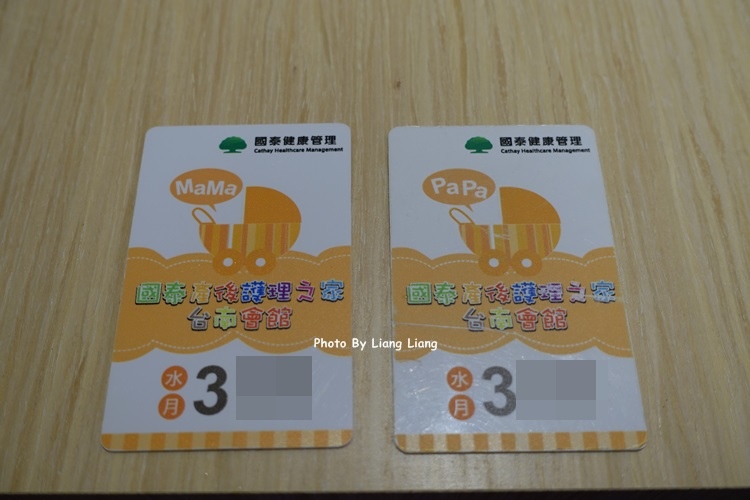 國泰健康管理
Cathay Healthcare Management
MaMa
國泰產後護理之家
台南會館
水月 3
國泰健康管理
Cathay Healthcare Management
PaPa
國泰產後護理之家
台南會館
水月 3
Photo By Liang Liang